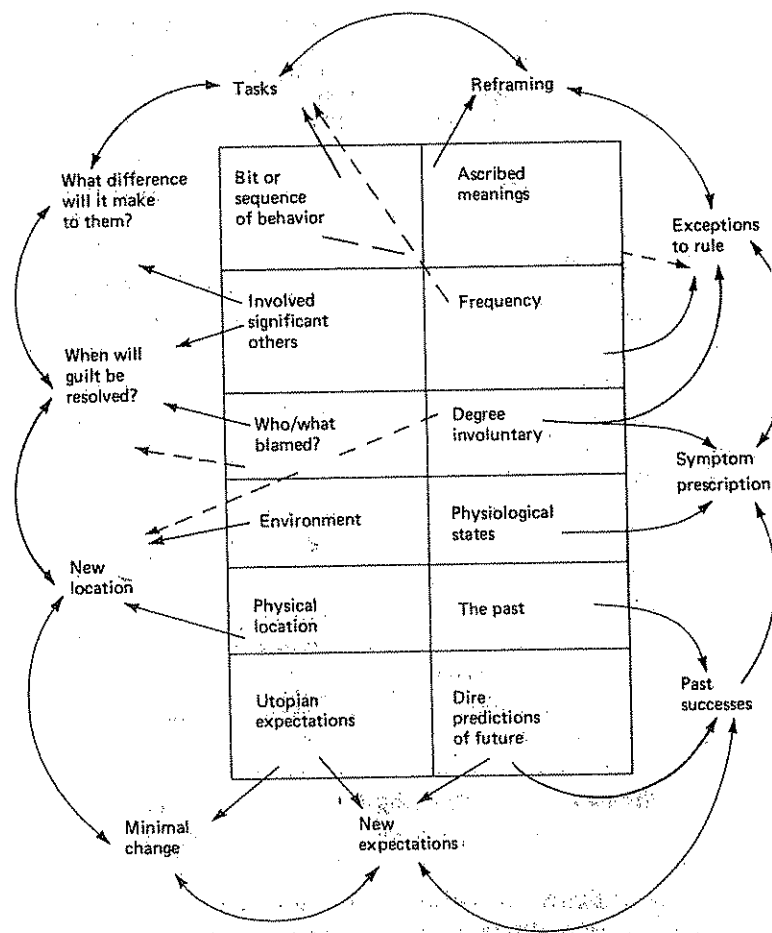 Tasks
Reframing
What difference
will it make
to them?
Bit or
sequence
of behavior
Ascribed
meanings
Exceptions
to rule
Involved
significant
others
Frequency
When will
guilt be
resolved?
Who/what
blamed?
Degree
involuntary
Symptom
prescription
Environment
Physiological
states
New
location
Physical
location
The past
Past
successes
Utopian
expectations
Dire
predictions
of future
Minimal
change
New
expectations